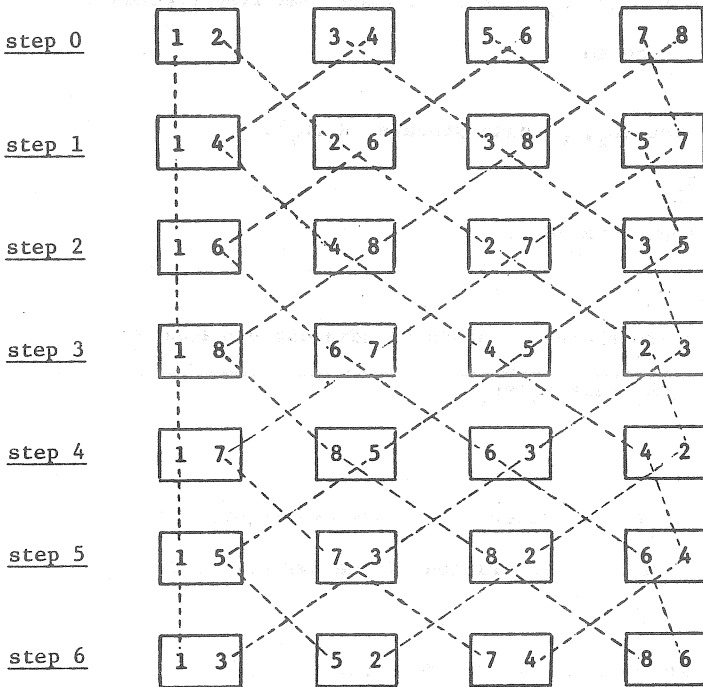 step 0 1 2 3 4 5 6 7 8
step 1 1 4 2 6 3 8 5 7
step 2 1 6 4 8 2 7 3 5
step 3 1 8 6 7 4 5 2 3
step 4 1 7 8 5 6 3 4 2
step 5 1 5 7 3 8 2 6 4
step 6 1 3 5 2 7 4 8 6